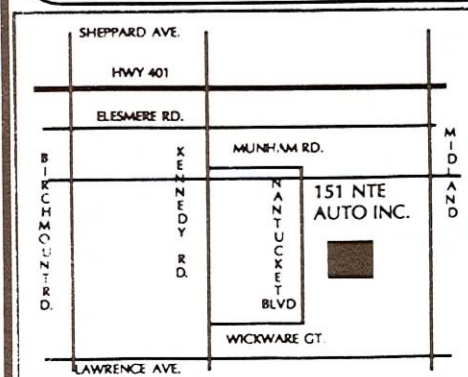 SHEPPARD AVE.
HWY 401
ELESMERE RD.
MUNHAM RD.
BIRCHMOUNT RD.
KENNEDY RD.
NANTUCKET BLVD
MIDLAND
151 NTE
AUTO INC.
WICKWARE GT.
LAWRENCE AVE.